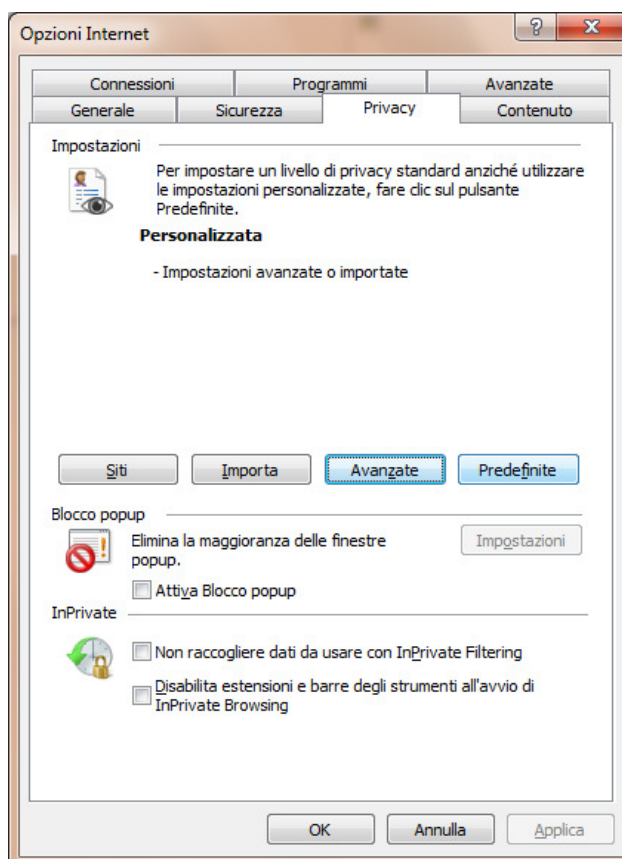 Opzioni Internet
Connessioni
Programmi
Avanzate
Generale
Sicurezza
Privacy
Contenuto
Impostazioni
Per impostare un livello di privacy standard anziché utilizzare
le impostazioni personalizzate, fare clic sul pulsante
Predefinite.
Personalizzata
- Impostazioni avanzate o importate
Siti
Importa
Avanzate
Predefinite
Blocco popup
Elimina la maggioranza delle finestre
popup.
Impostazioni
Attiva Blocco popup
InPrivate
Non raccogliere dati da usare con InPrivate Filtering
Disabilita estensioni e barre degli strumenti all'avvio di
InPrivate Browsing
OK
Annulla
Applica